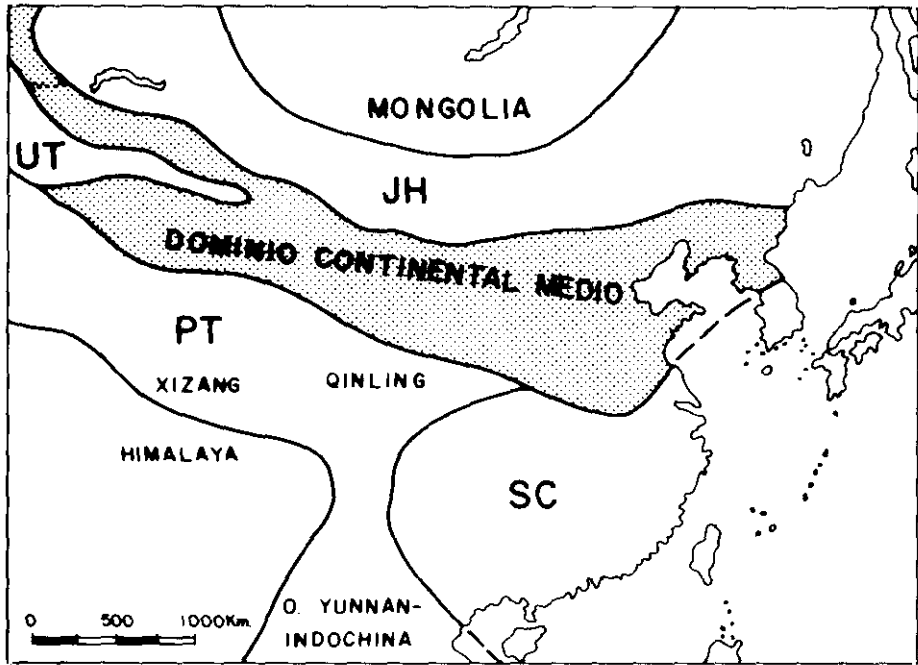 MONGOLIA
UT
JH
DOMINIO CONTINENTAL MEDIO
PT
XIZANG
QINLING
HIMALAYA
SC
0 500 1000Km.
O. YUNNAN-
INDOCHINA